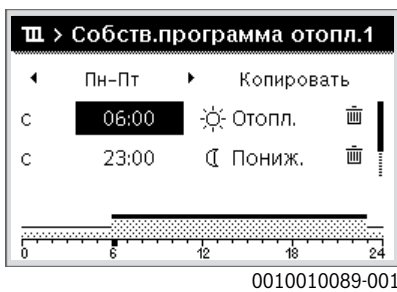 > Собств.программа отопл.1
Пн-Пт Копировать
с 06:00 Отопл.
с 23:00 Пониж.
0 6 12 18 24
0010010089-001